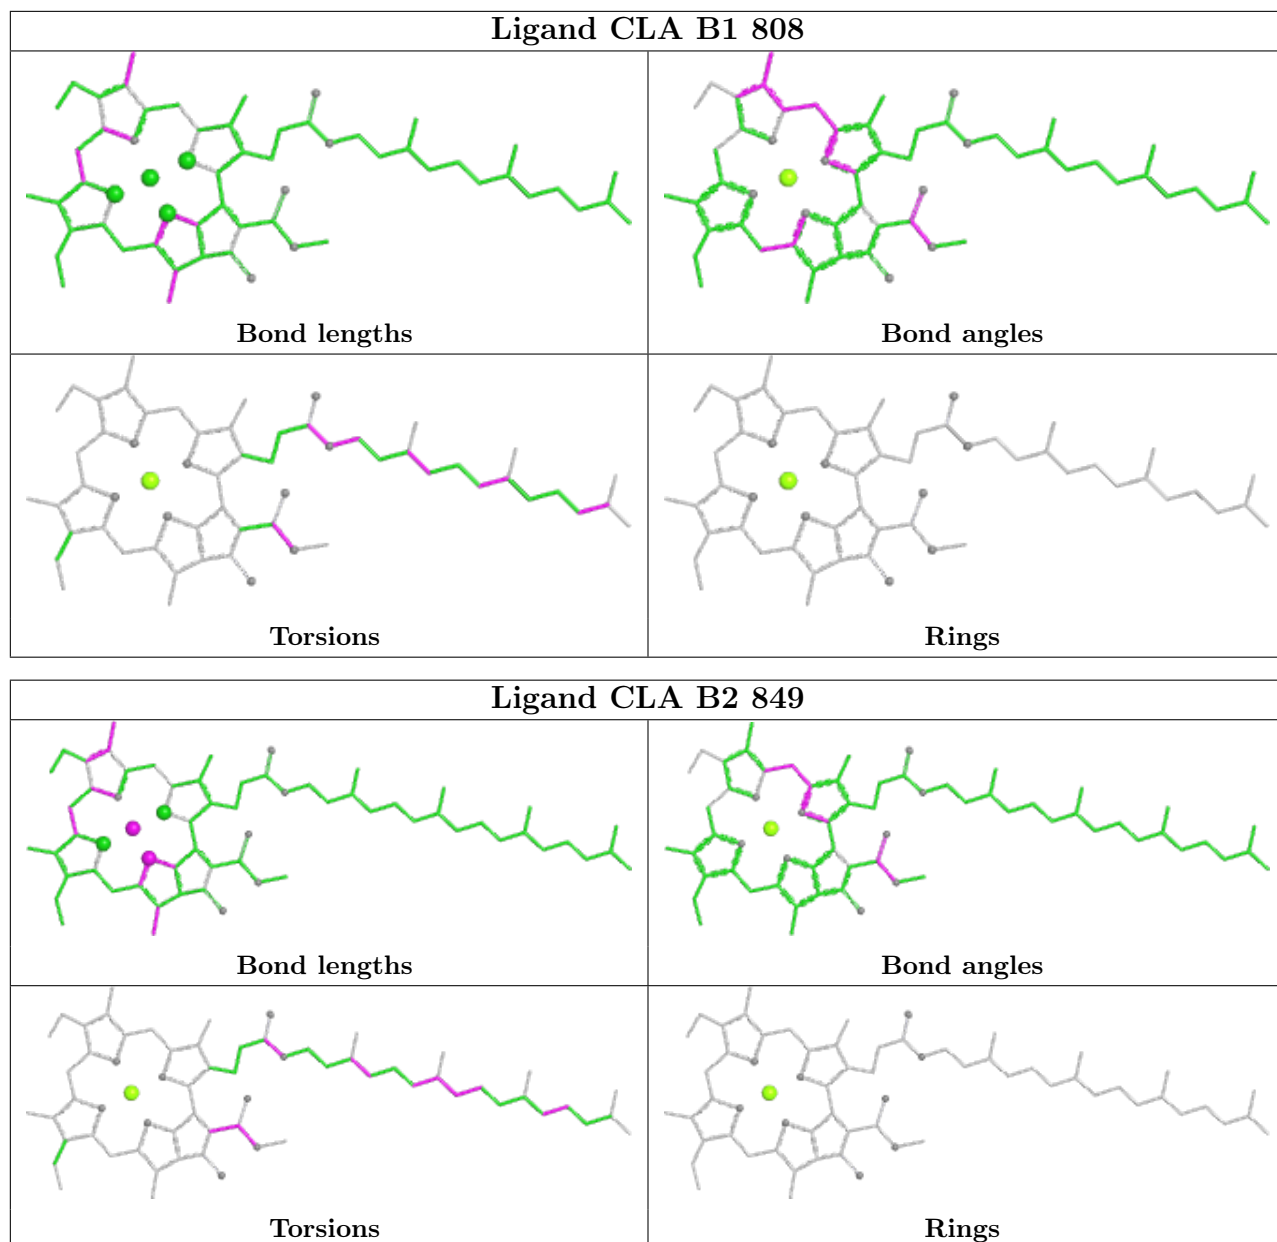 Ligand CLA B1 808
Bond lengths
Bond angles
Torsions
Rings
Ligand CLA B2 849
Bond lengths
Bond angles
Torsions
Rings